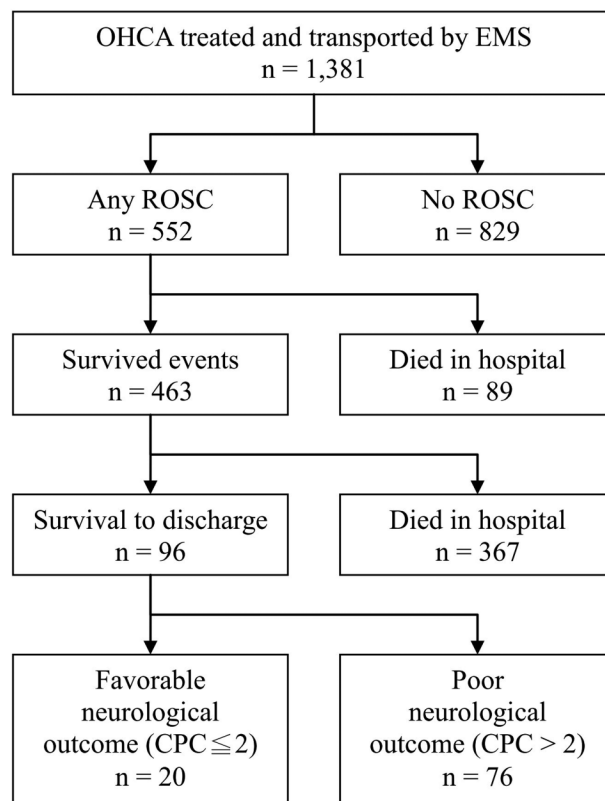 OHCA treated and transported by EMS
n = 1,381
Any ROSC
n = 552
No ROSC
n = 829
Survived events
n = 463
Died in hospital
n = 89
Survival to discharge
n = 96
Died in hospital
n = 367
Favorable
neurological
outcome (CPC≦2)
n = 20
Poor
neurological
outcome (CPC > 2)
n = 76